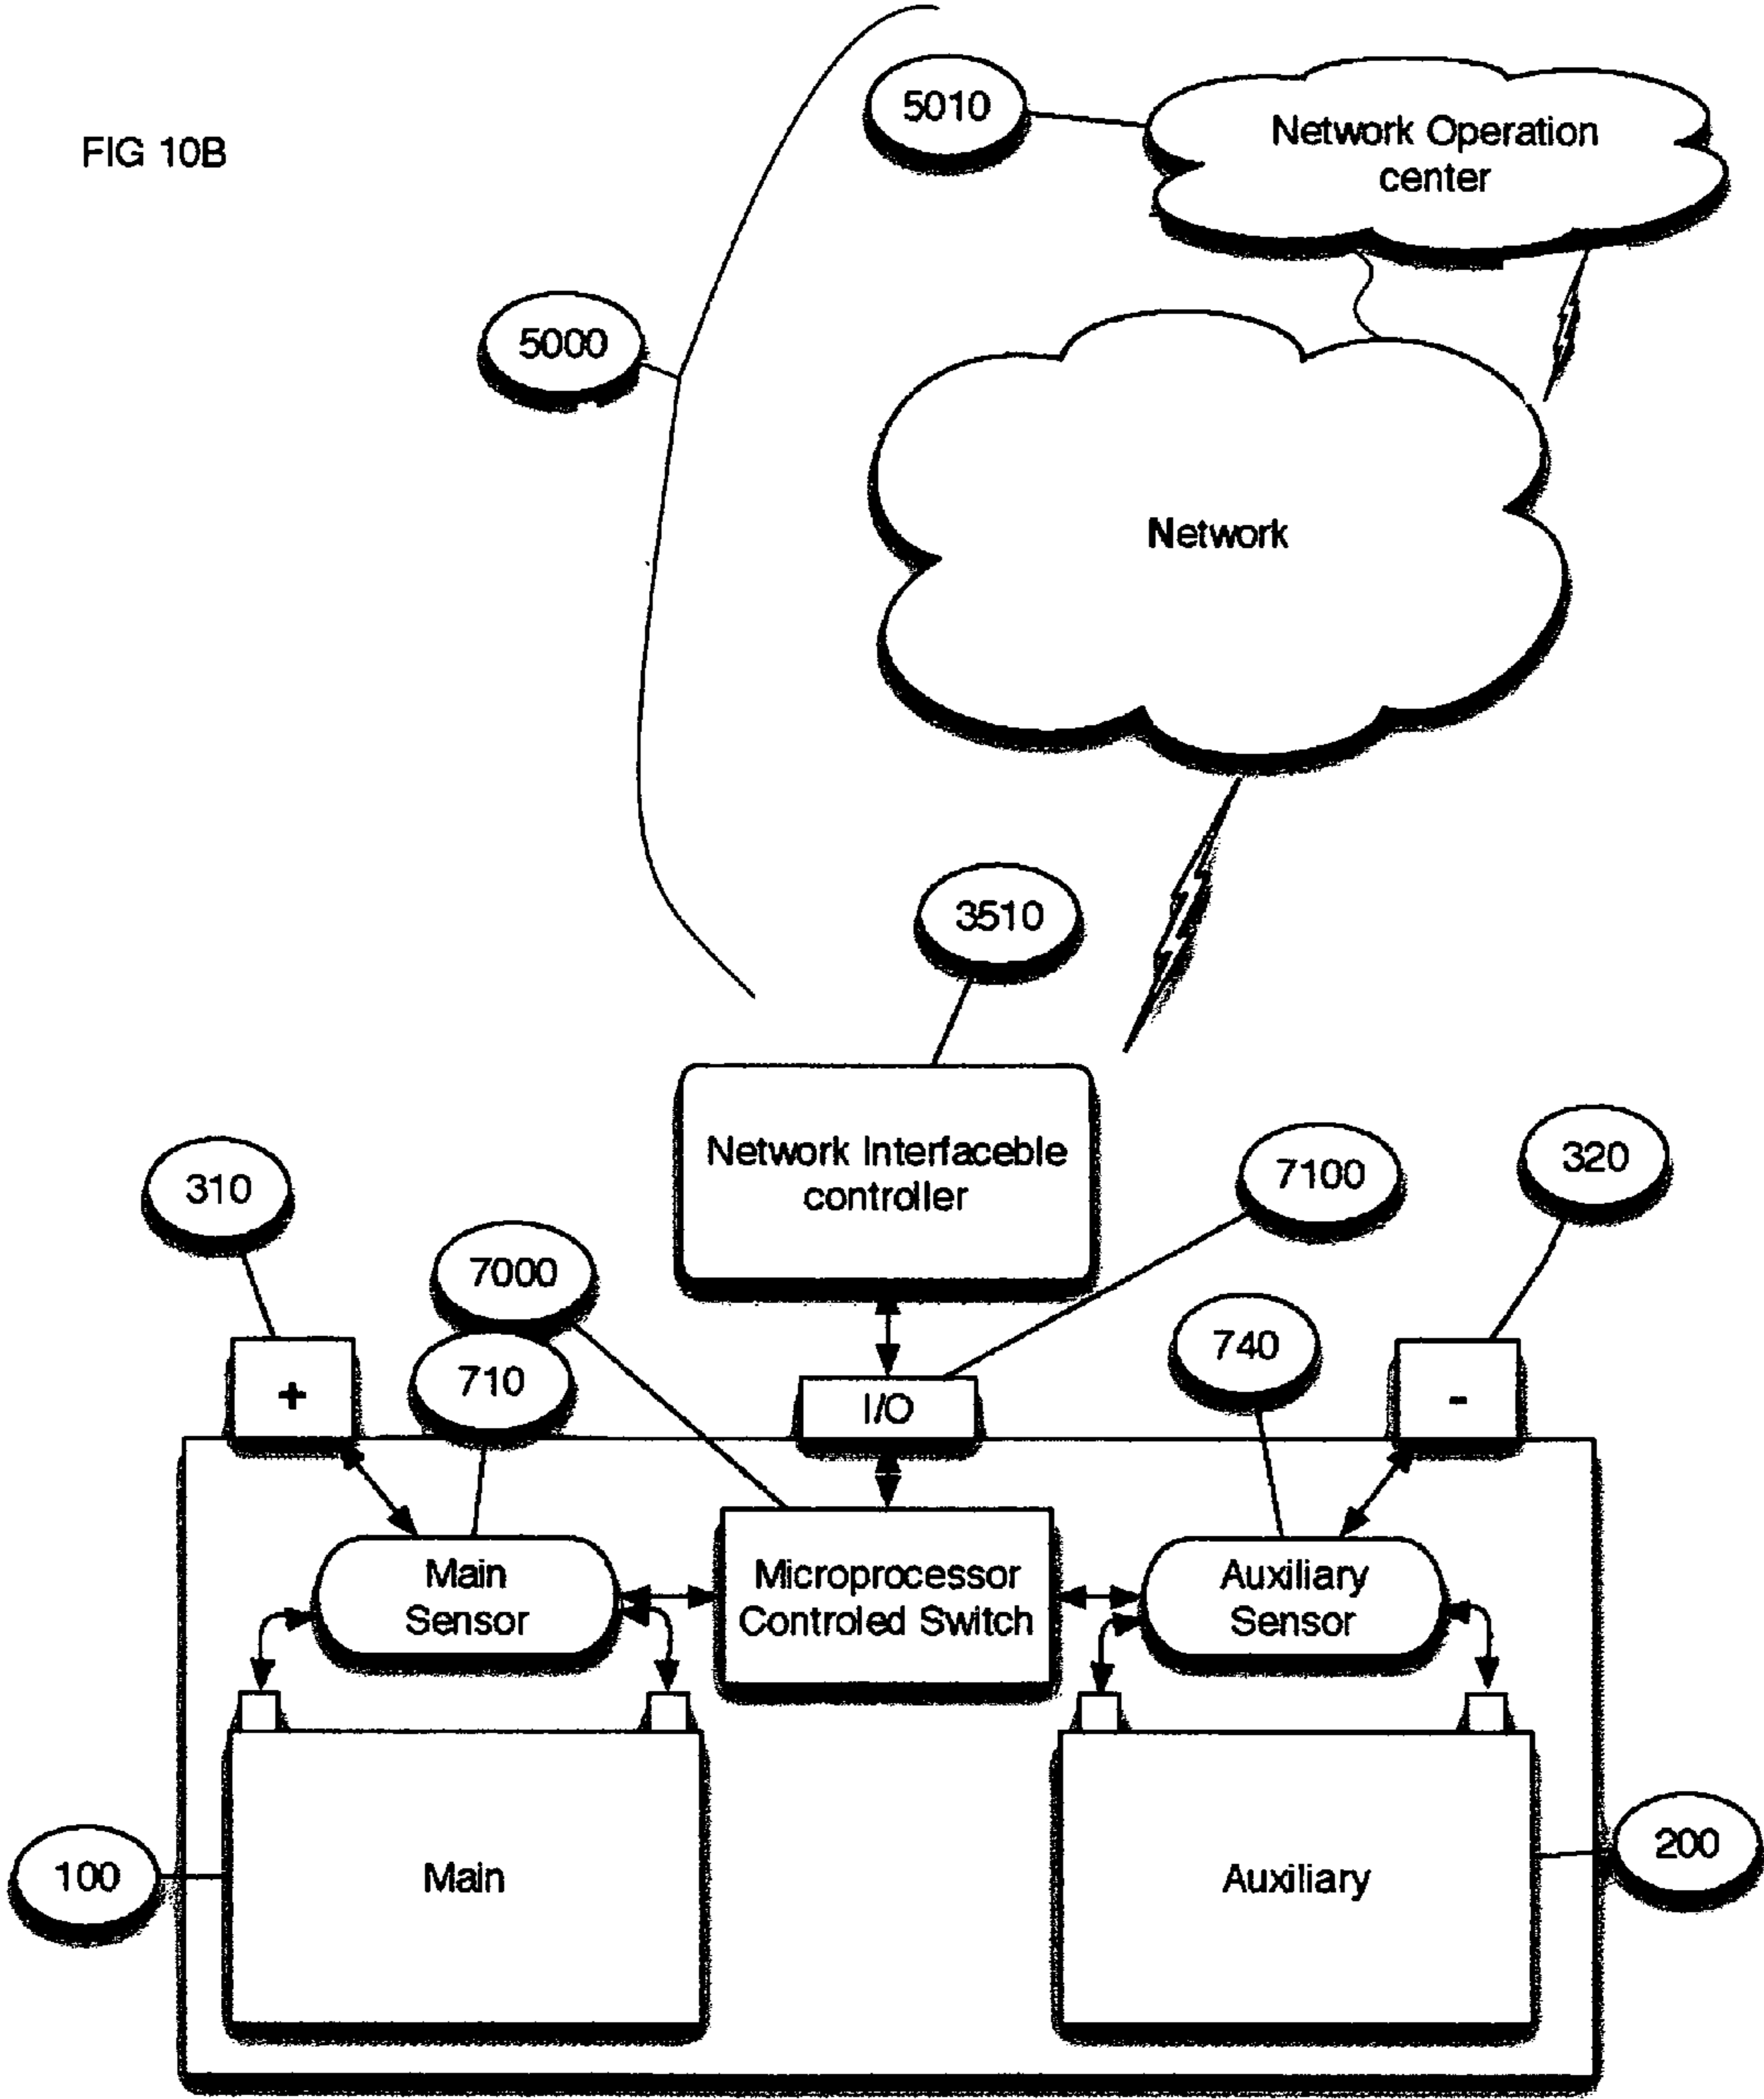 FIG 10B
5010
Network Operation
center
5000
Network
3510
Network Interfaceble
controller
310
7000
7100
320
710
740
+
I/O
-
Main
Sensor
Microprocessor
Controled Switch
Auxiliary
Sensor
100
Main
Auxiliary
200